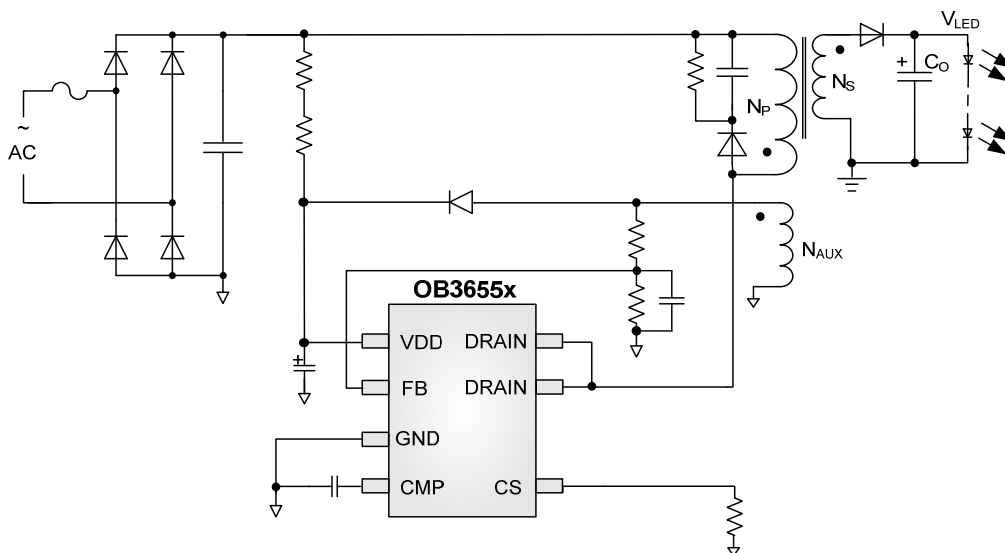 V_LED
+ C_O
N_P
N_S
~
AC
N_AUX
OB3655x
VDD DRAIN
+
FB DRAIN
GND
CMP CS